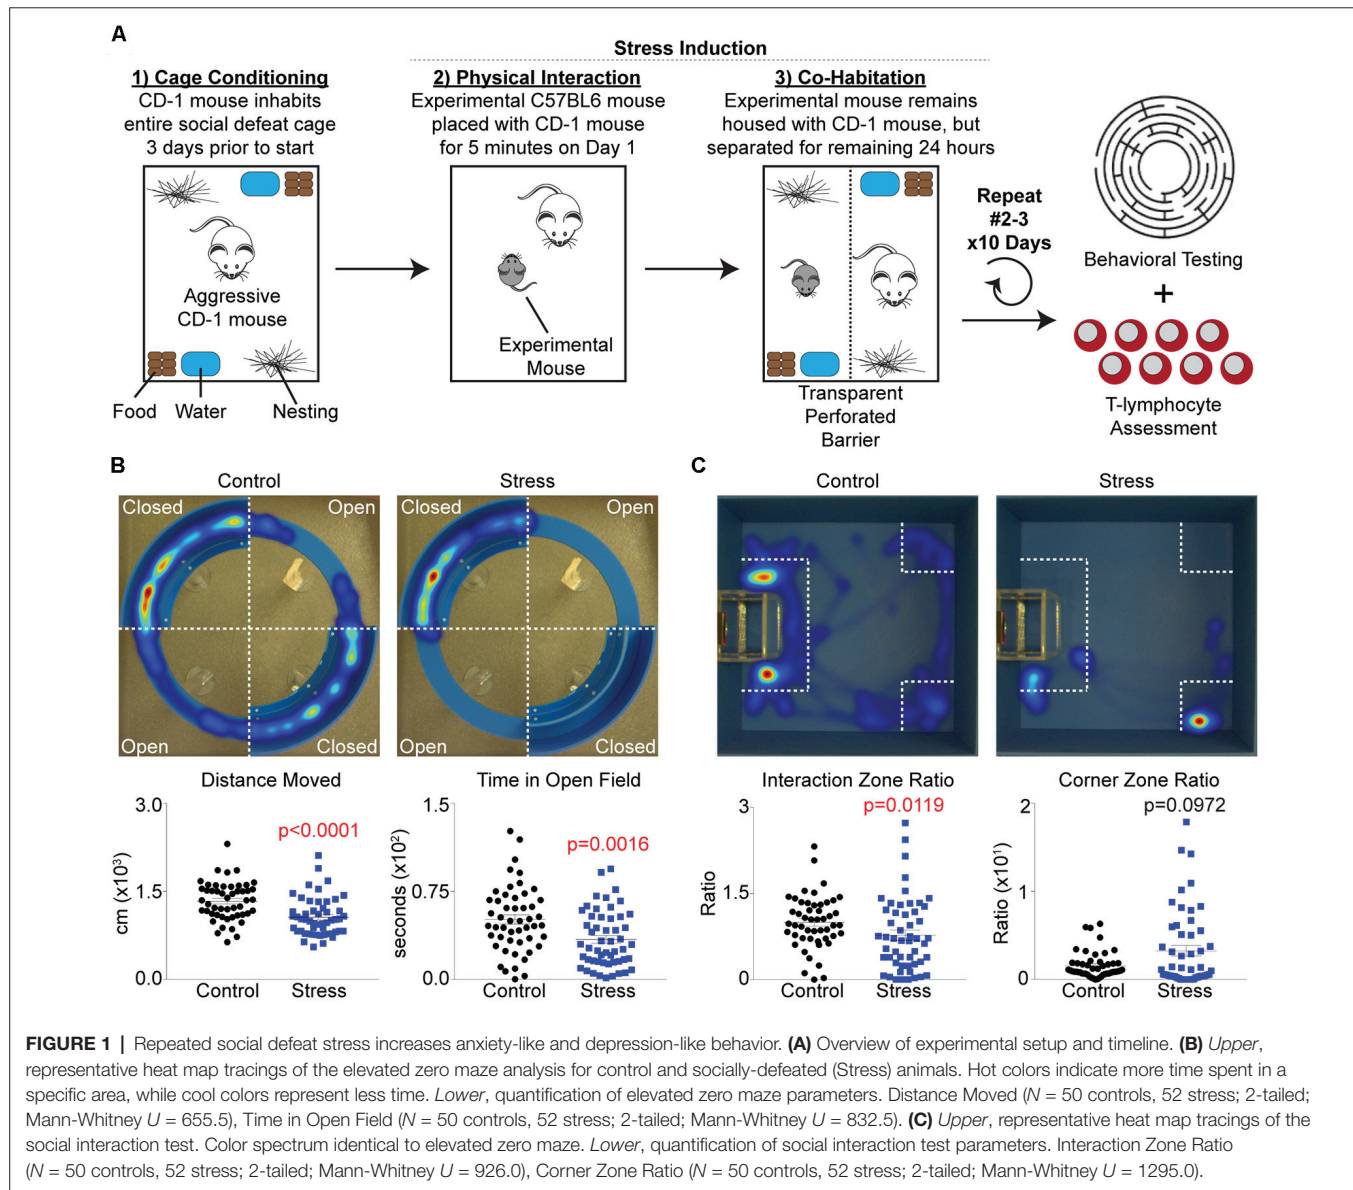 A
Stress Induction
1) Cage Conditioning
CD-1 mouse inhabits
entire social defeat cage
3 days prior to start
2) Physical Interaction
Experimental C57BL6 mouse
placed with CD-1 mouse
for 5 minutes on Day 1
3) Co-Habitation
Experimental mouse remains
housed with CD-1 mouse, but
separated for remaining 24 hours
Aggressive
CD-1 mouse
Food
Water
Nesting
Experimental
Mouse
Transparent
Perforated
Barrier
Repeat
#2-3
x10 Days
Behavioral Testing
+
T-lymphocyte
Assessment
B
Control
Closed
Open
Open
Closed
Stress
Closed
Open
Open
Closed
Distance Moved
p<0.0001
cm (x10³)
3.0
1.5
0.0
Control
Stress
Time in Open Field
p=0.0016
seconds (x10²)
1.5
0.75
0.0
Control
Stress
C
Control
Stress
Interaction Zone Ratio
p=0.0119
Ratio
3
1.5
0
Control
Stress
Corner Zone Ratio
p=0.0972
Ratio (x10¹)
2
1
0
Control
Stress
FIGURE 1 | Repeated social defeat stress increases anxiety-like and depression-like behavior. (A) Overview of experimental setup and timeline. (B) Upper,
representative heat map tracings of the elevated zero maze analysis for control and socially-defeated (Stress) animals. Hot colors indicate more time spent in a
specific area, while cool colors represent less time. Lower, quantification of elevated zero maze parameters. Distance Moved (N = 50 controls, 52 stress; 2-tailed;
Mann-Whitney U = 655.5), Time in Open Field (N = 50 controls, 52 stress; 2-tailed; Mann-Whitney U = 832.5). (C) Upper, representative heat map tracings of the
social interaction test. Color spectrum identical to elevated zero maze. Lower, quantification of social interaction test parameters. Interaction Zone Ratio
(N = 50 controls, 52 stress; 2-tailed; Mann-Whitney U = 926.0), Corner Zone Ratio (N = 50 controls, 52 stress; 2-tailed; Mann-Whitney U = 1295.0).